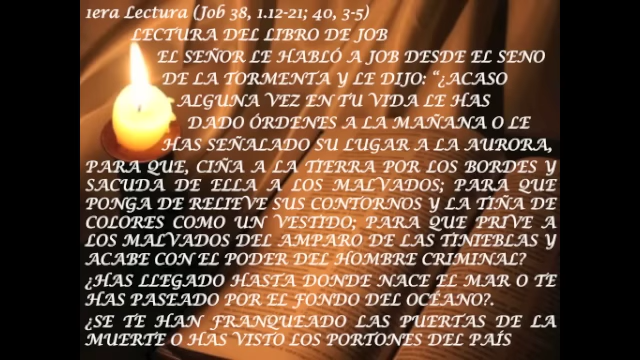 1era Lectura (Job 38, 1.12-21; 40, 3-5)
LECTURA DEL LIBRO DE JOB
EL SEÑOR LE HABLÓ A JOB DESDE EL SENO
DE LA TORMENTA Y LE DIJO: “¿ACASO
ALGUNA VEZ EN TU VIDA LE HAS
DADO ÓRDENES A LA MAÑANA O LE
HAS SEÑALADO SU LUGAR A LA AURORA,
PARA QUE, CIÑA A LA TIERRA POR LOS BORDES Y
SACUDA DE ELLA A LOS MALVADOS; PARA QUE
PONGA DE RELIEVE SUS CONTORNOS Y LA TIÑA DE
COLORES COMO UN VESTIDO; PARA QUE PRIVE A
LOS MALVADOS DEL AMPARO DE LAS TINIEBLAS Y
ACABE CON EL PODER DEL HOMBRE CRIMINAL?
¿HAS LLEGADO HASTA DONDE NACE EL MAR O TE
HAS PASEADO POR EL FONDO DEL OCÉANO?.
¿SE TE HAN FRANQUEADO LAS PUERTAS DE LA
MUERTE O HAS VISTO LOS PORTONES DEL PAÍS